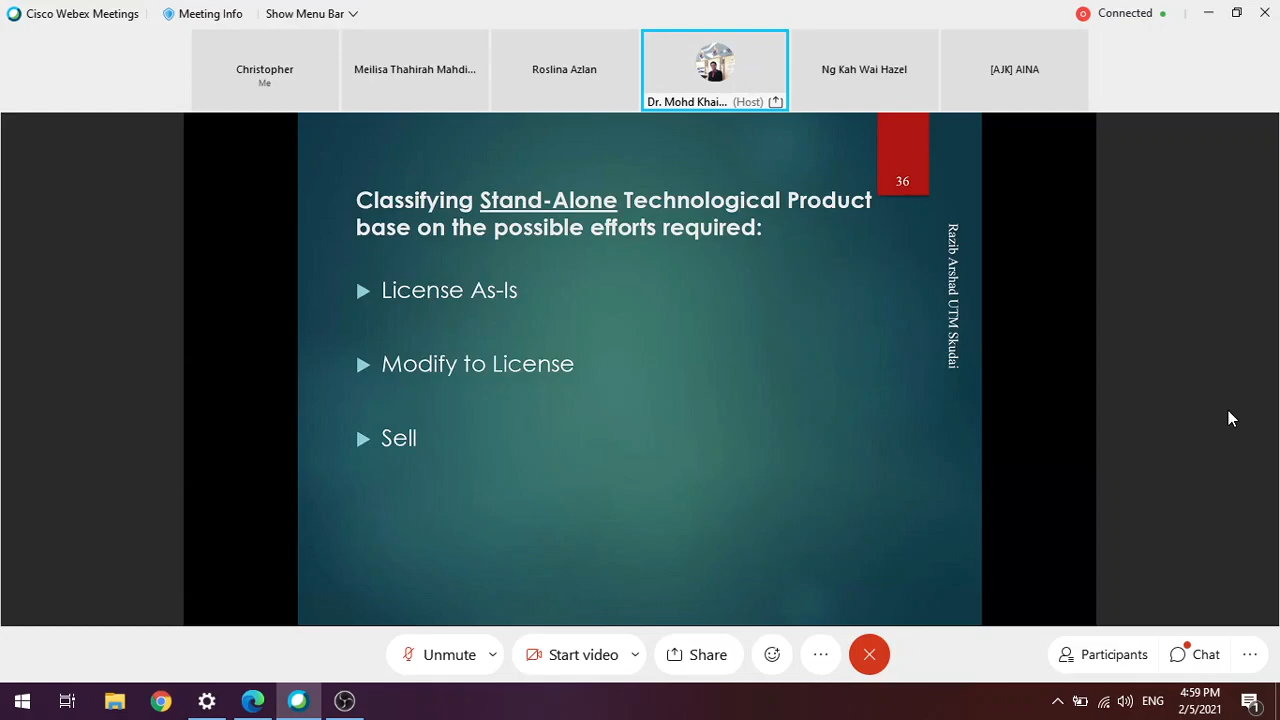 Cisco Webex Meetings
Meeting Info
Show Menu Bar
Connected
Christopher
Me
Meilisa Thahirah Mahdi...
Roslina Azlan
Dr. Mohd Khai... (Host)
Ng Kah Wai Hazel
[AJK] AINA
36
Classifying Stand-Alone Technological Product
base on the possible efforts required:
License As-Is
Modify to License
Sell
Razib Arshad UTM Skudai
Unmute
Start video
Share
Participants
Chat
ENG
4:59 PM
2/5/2021
1